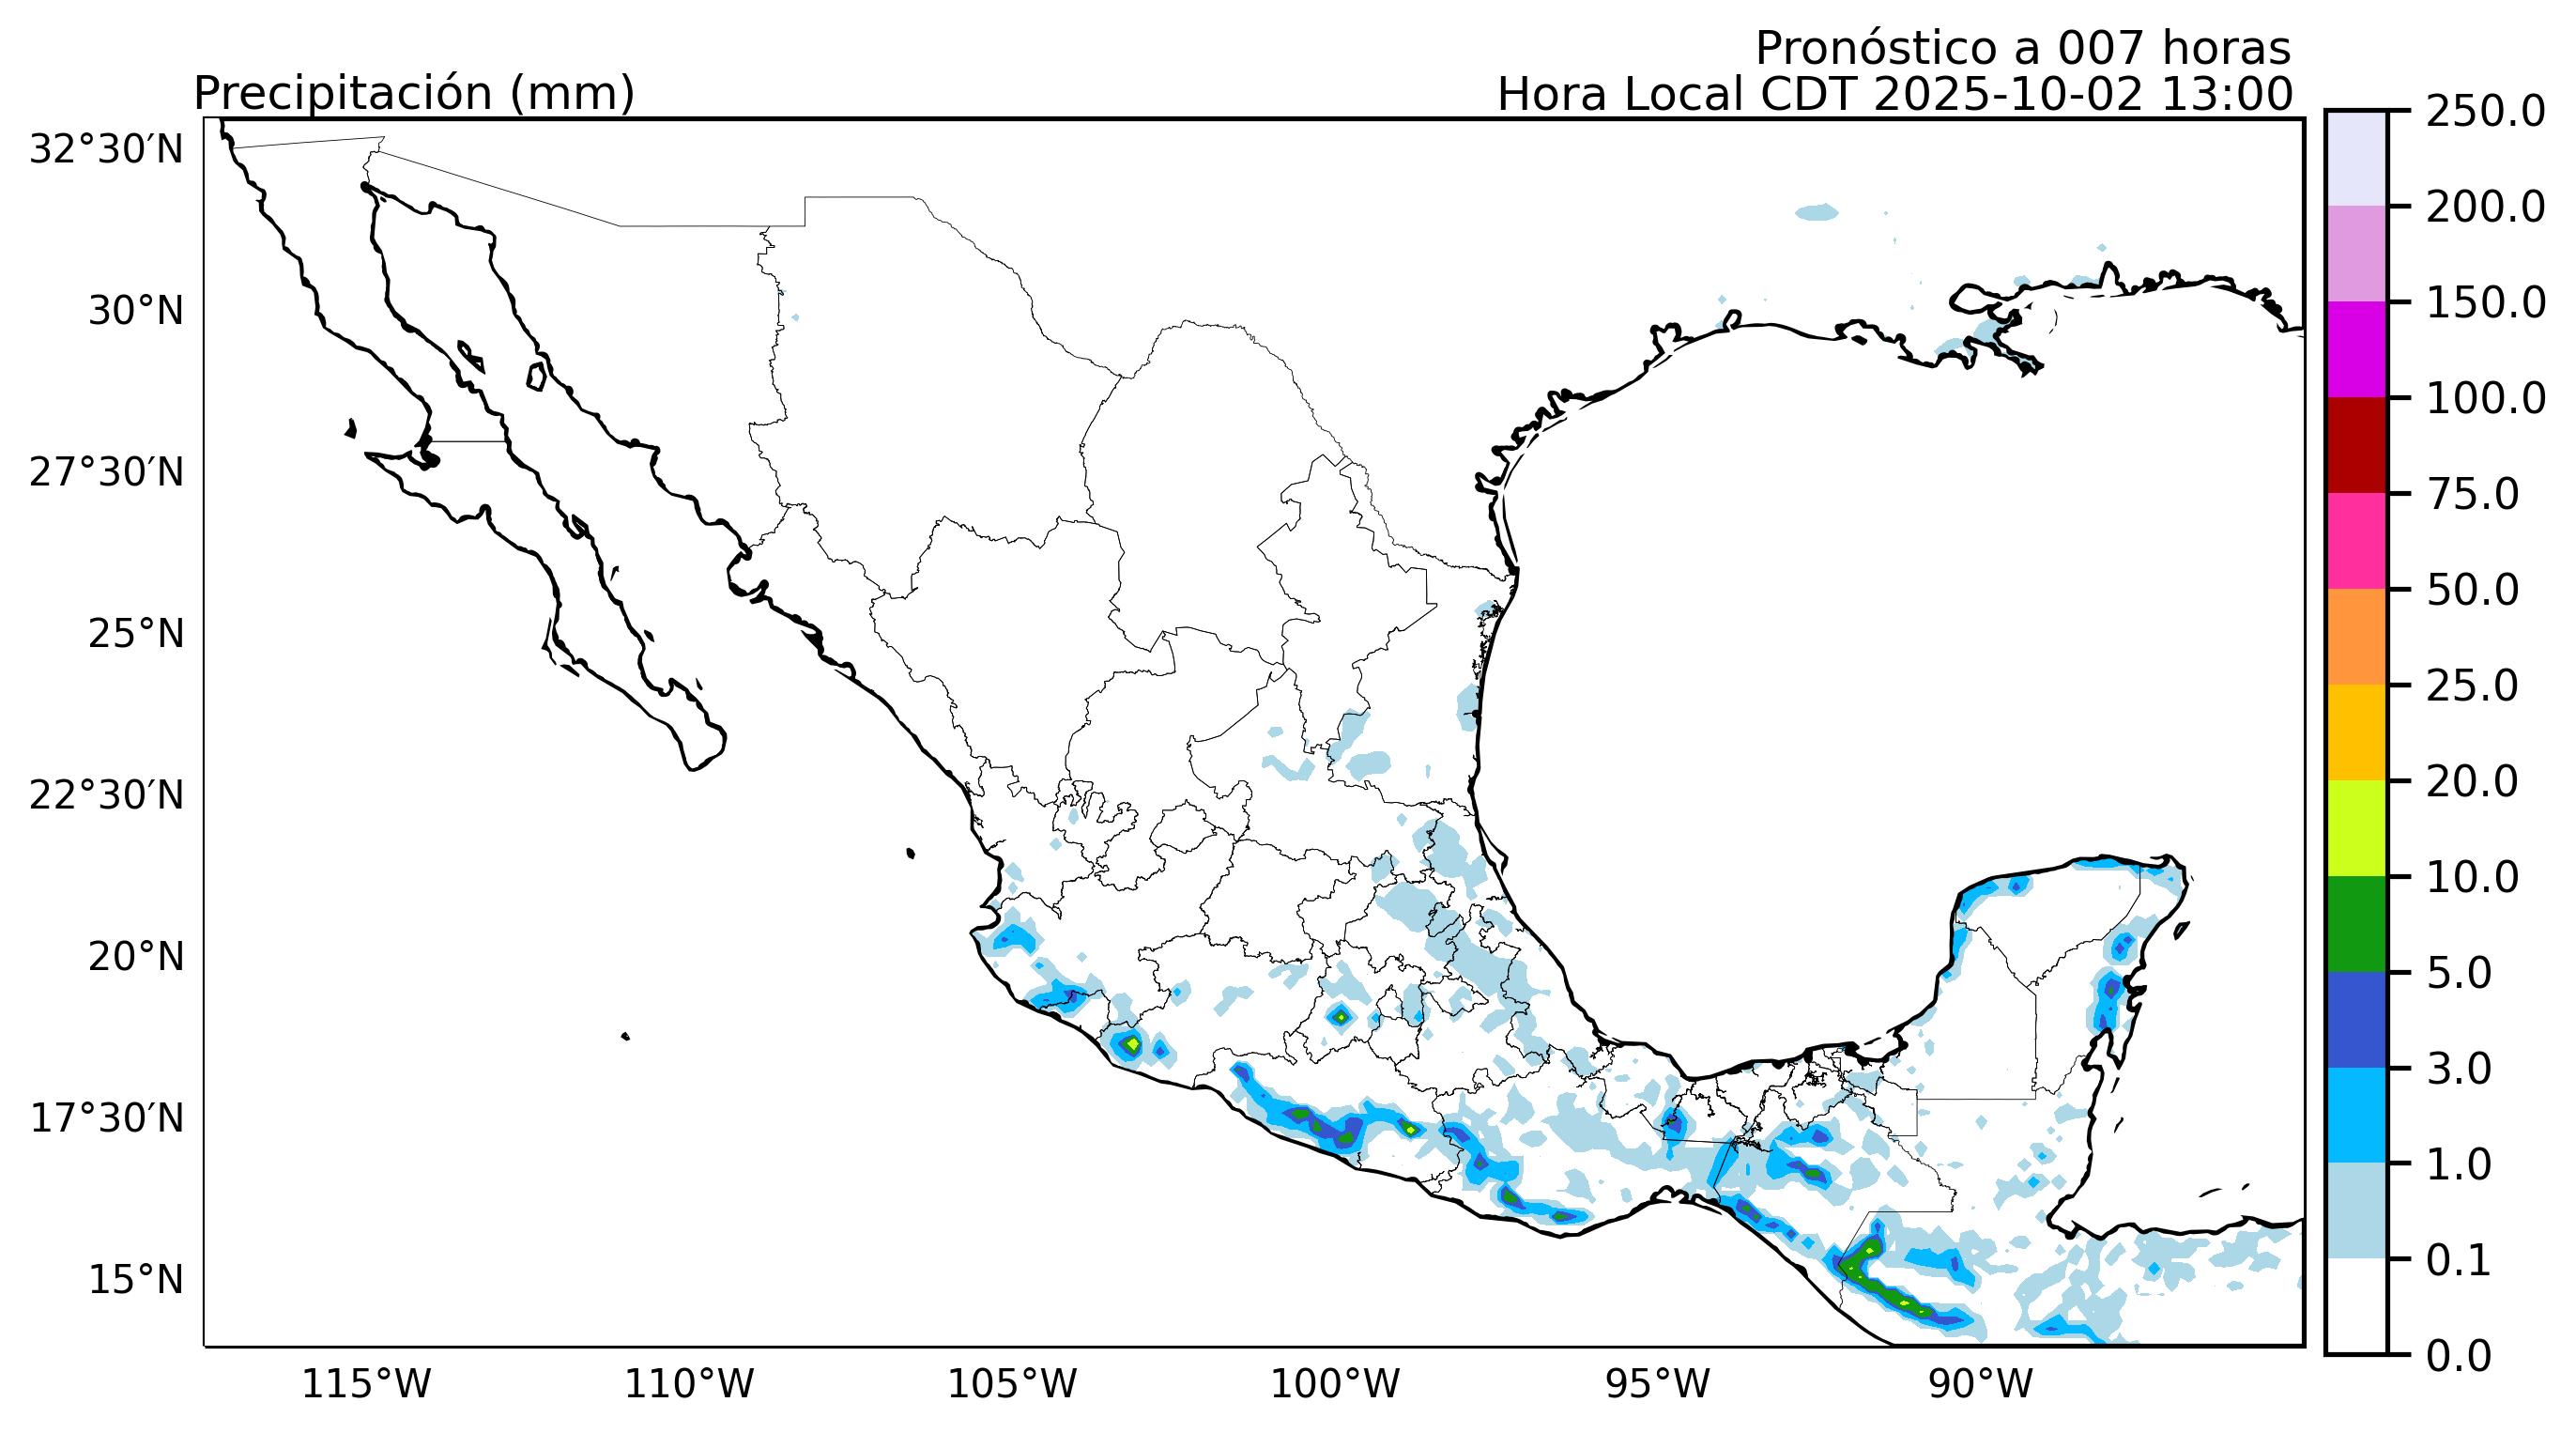 Pronóstico a 007 horas
Precipitación (mm)
Hora Local CDT 2025-10-02 13:00
32°30′N
30°N
27°30′N
25°N
22°30′N
20°N
17°30′N
15°N
115°W
110°W
105°W
100°W
95°W
90°W
250.0
200.0
150.0
100.0
75.0
50.0
25.0
20.0
10.0
5.0
3.0
1.0
0.1
0.0